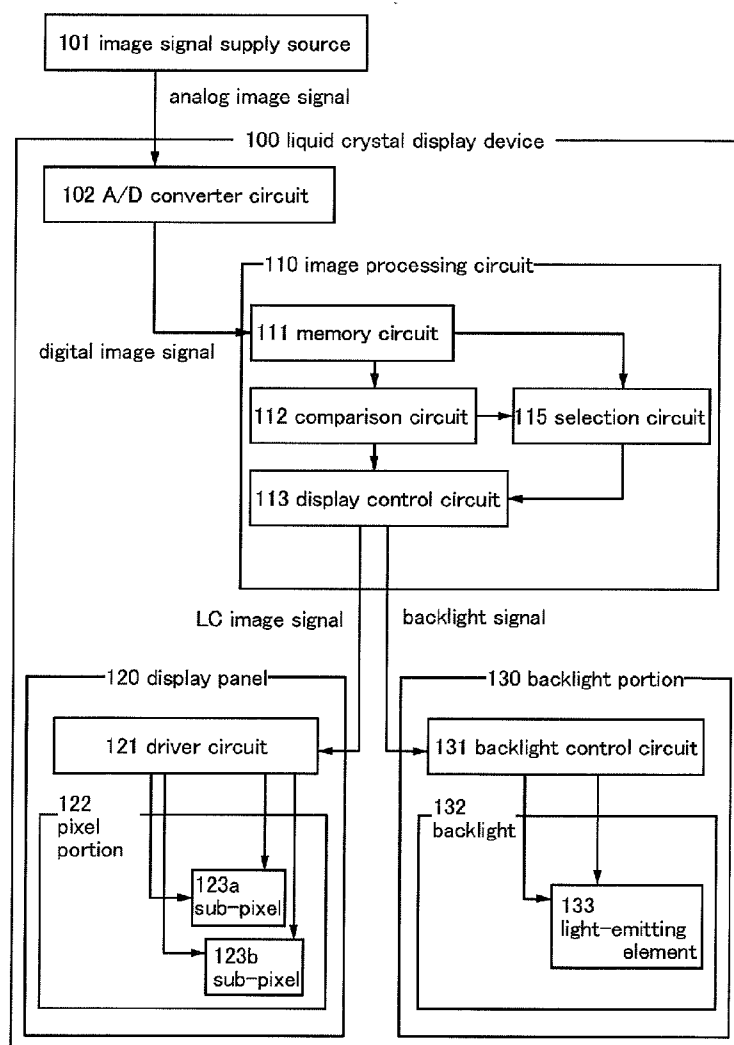 101 image signal supply source
analog image signal
100 liquid crystal display device
102 A/D converter circuit
110 image processing circuit
digital image signal
111 memory circuit
112 comparison circuit
115 selection circuit
113 display control circuit
LC image signal
backlight signal
120 display panel
130 backlight portion
121 driver circuit
131 backlight control circuit
122
pixel
portion
132
backlight
123a
sub-pixel
123b
sub-pixel
133
light-emitting
element